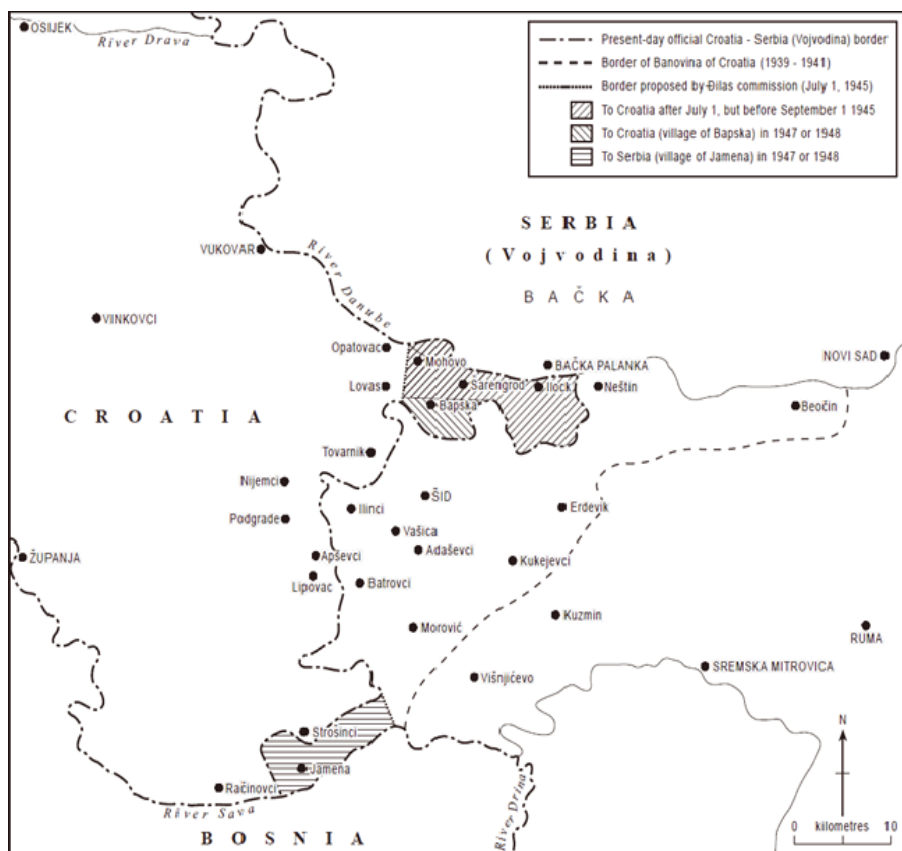 OSIJEK
River Drava
Present-day official Croatia - Serbia (Vojvodina) border
Border of Banovina of Croatia (1939 - 1941)
Border proposed by Đilas commission (July 1, 1945)
To Croatia after July 1, but before September 1 1945
To Croatia (village of Bapska) in 1947 or 1948
To Serbia (village of Jamena) in 1947 or 1948
SERBIA
(Vojvodina)
BAČKA
VUKOVAR
River Danube
VINKOVCI
Opatovac
Mohovo
BAČKA PALANKA
NOVI SAD
Lovas
Šarengrad
Ilocik
Neštin
Bapska
Beočin
CROATIA
Tovarnik
Nijemci
ŠID
Ilinci
Erdevik
Podgrade
Vašica
Adaševci
ŽUPANJA
Apševci
Kukejevci
Lipovac
Batrovci
Morović
Kuzmin
RUMA
SREMSKA MITROVICA
Višnjićevo
Strosinci
Jamena
Račinovci
River Sava
River Drina
BOSNIA
N
0 kilometres 10